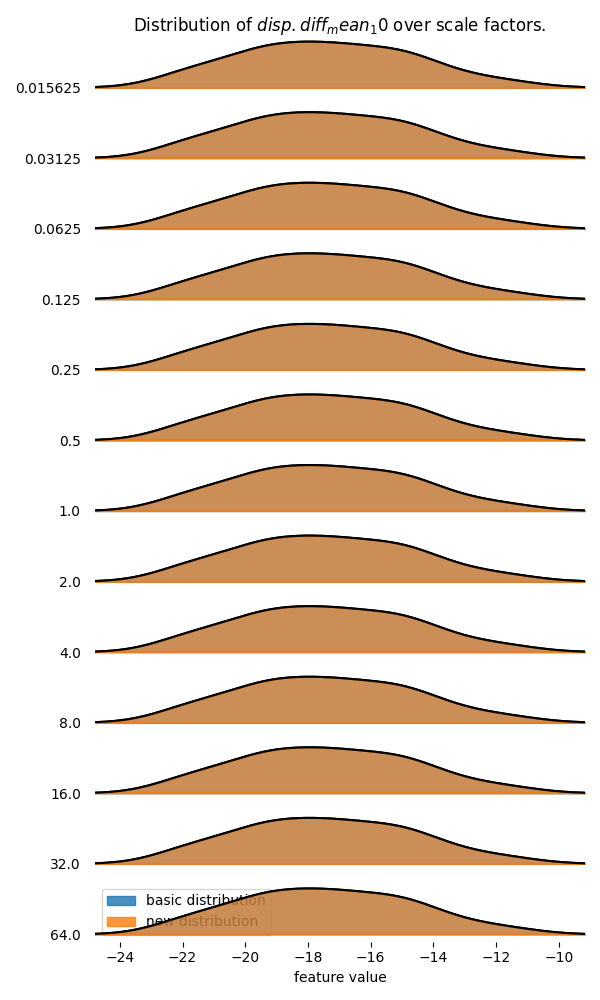 Distribution of disp. diffₘean₁0 over scale factors.
0.015625
0.03125
0.0625
0.125
0.25
0.5
1.0
2.0
4.0
8.0
16.0
32.0
64.0
basic distribution
new distribution
−24 −22 −20 −18 −16 −14 −12 −10
feature value